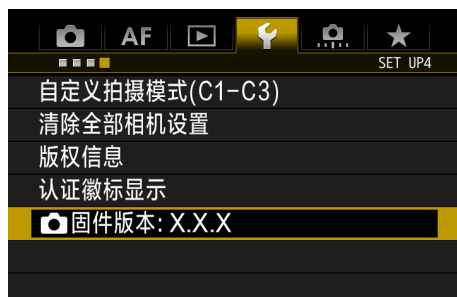 AF
SET UP4
自定义拍摄模式(C1-C3)
清除全部相机设置
版权信息
认证徽标显示
固件版本: X.X.X